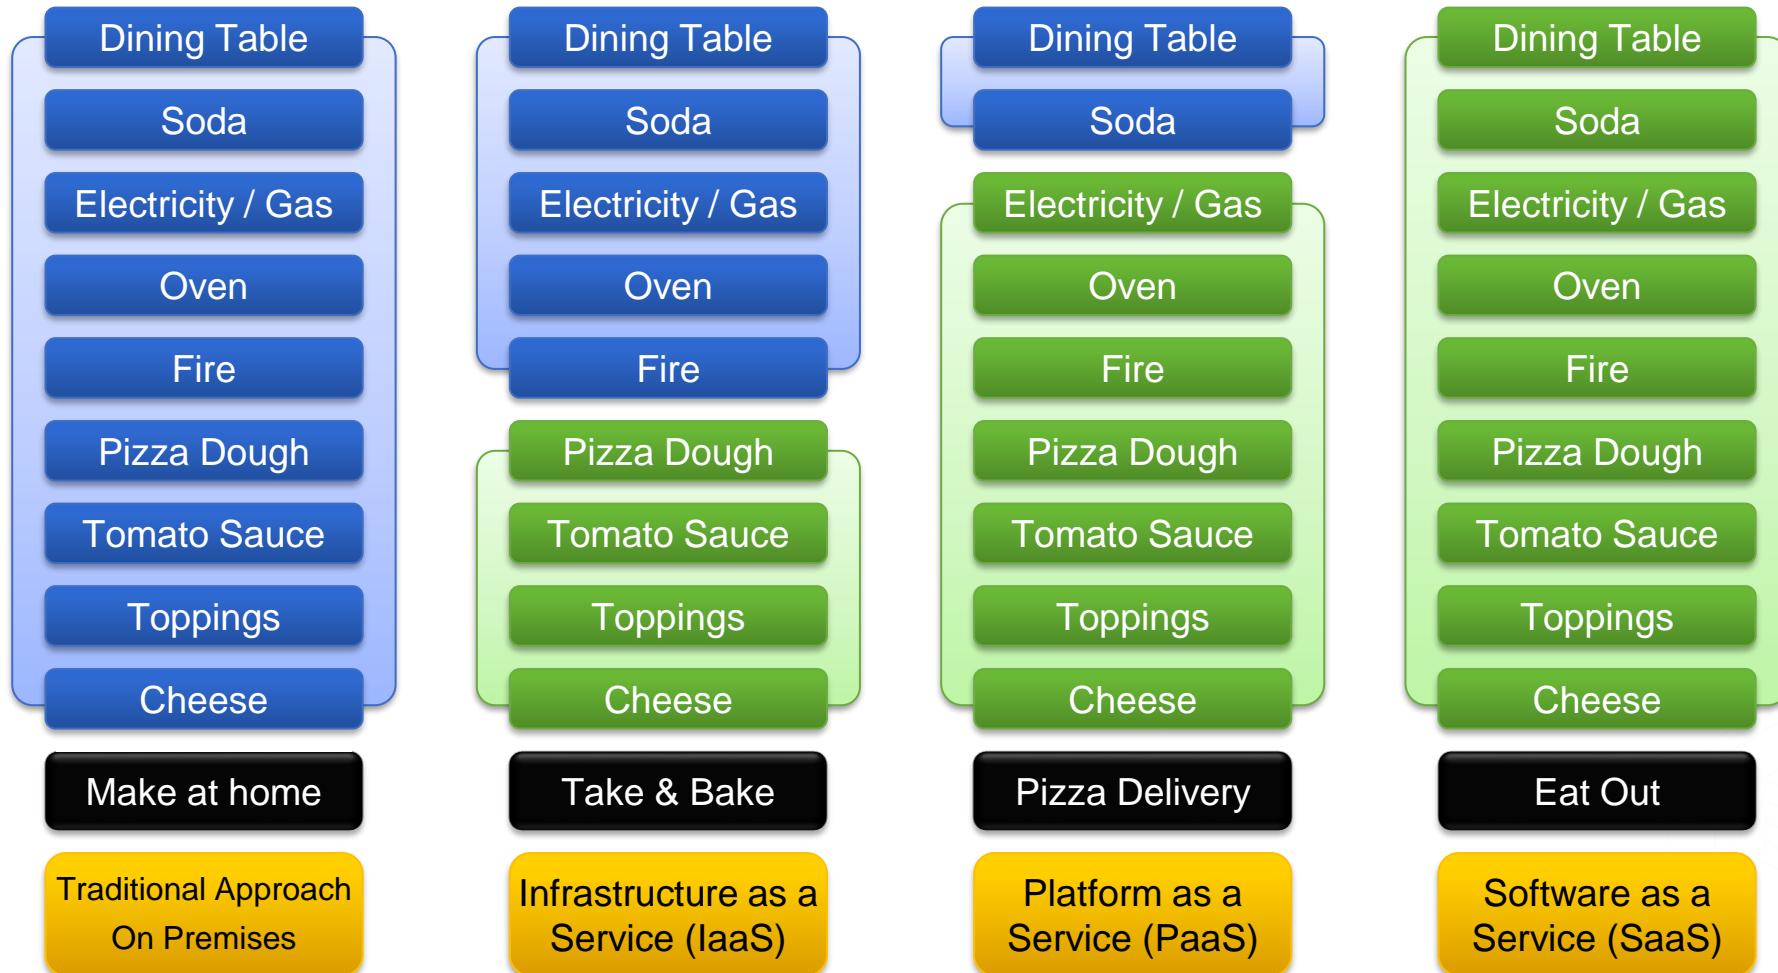 Dining Table
Soda
Electricity / Gas
Oven
Fire
Pizza Dough
Tomato Sauce
Toppings
Cheese
Make at home
Traditional Approach
On Premises
Dining Table
Soda
Electricity / Gas
Oven
Fire
Pizza Dough
Tomato Sauce
Toppings
Cheese
Take & Bake
Infrastructure as a
Service (IaaS)
Dining Table
Soda
Electricity / Gas
Oven
Fire
Pizza Dough
Tomato Sauce
Toppings
Cheese
Pizza Delivery
Platform as a
Service (PaaS)
Dining Table
Soda
Electricity / Gas
Oven
Fire
Pizza Dough
Tomato Sauce
Toppings
Cheese
Eat Out
Software as a
Service (SaaS)